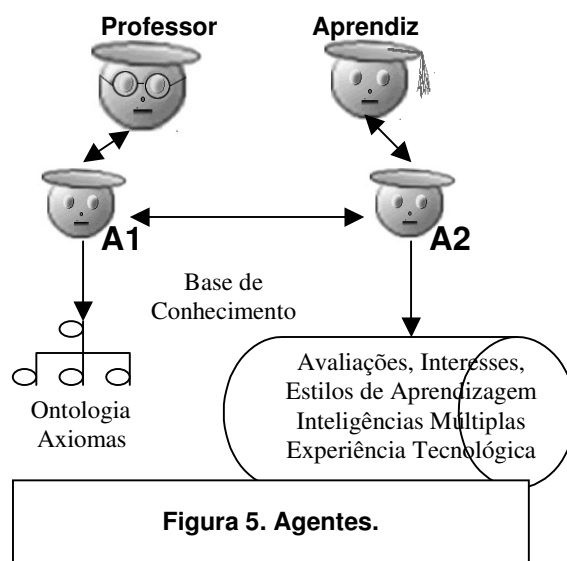 Professor
Aprendiz
A1
A2
Base de
Conhecimento
Ontologia
Axiomas
Avaliações, Interesses,
Estilos de Aprendizagem
Inteligências Múltiplas
Experiência Tecnológica
Figura 5. Agentes.